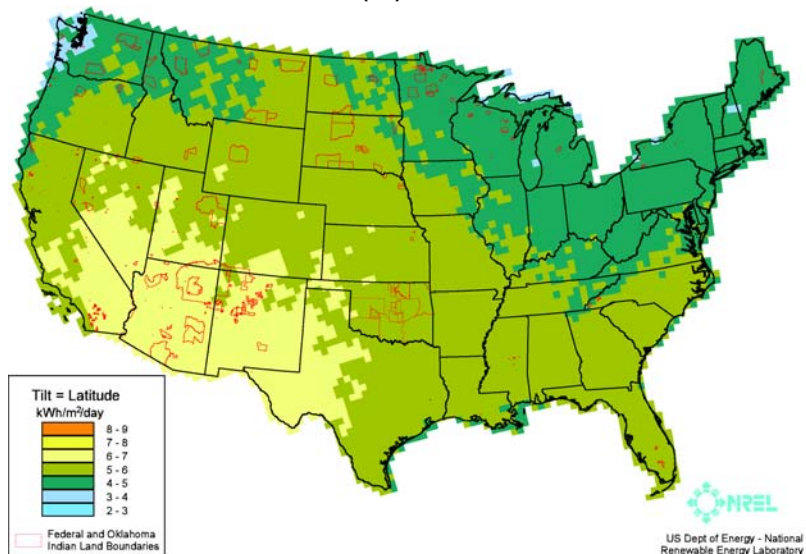 Tilt = Latitude
kWh/m²/day
8 - 9
7 - 8
6 - 7
5 - 6
4 - 5
3 - 4
2 - 3
Federal and Oklahoma
Indian Land Boundaries
NREL
US Dept of Energy - National
Renewable Energy Laboratory